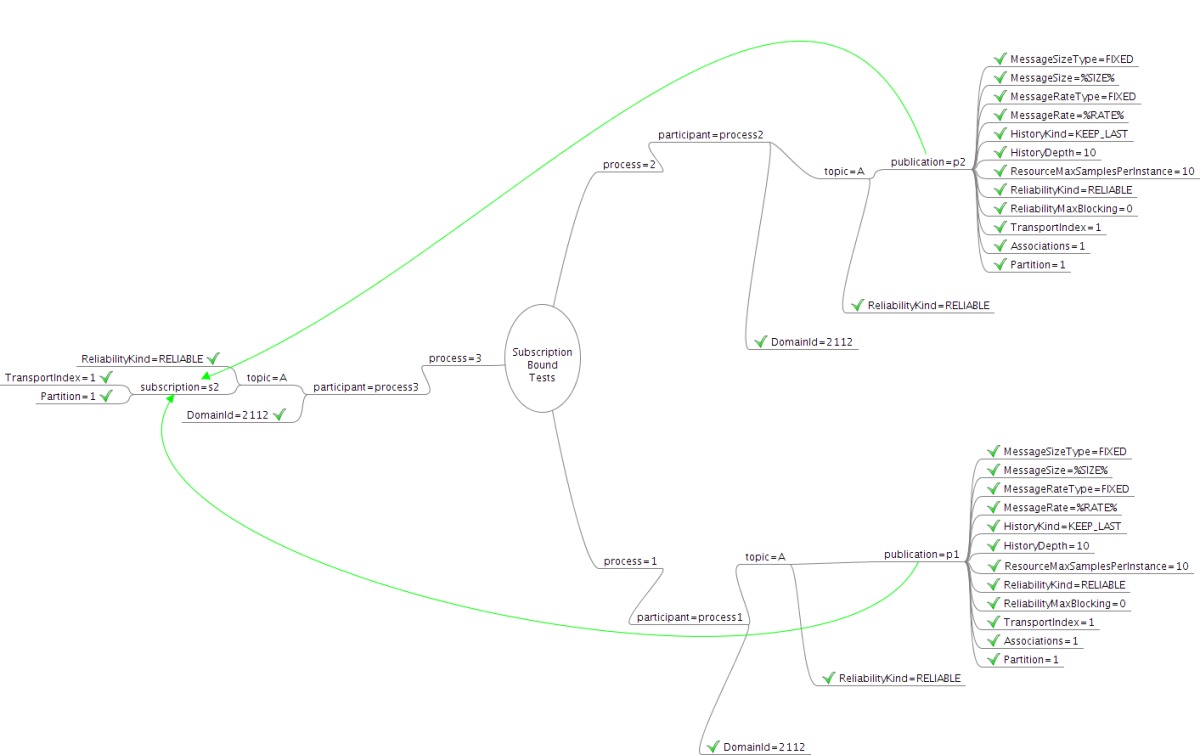 Subscription
Bound
Tests
process=2
participant=process2
DomainId=2112
topic=A
ReliabilityKind=RELIABLE
publication=p2
MessageSizeType=FIXED
MessageSize=%SIZE%
MessageRateType=FIXED
MessageRate=%RATE%
HistoryKind=KEEP_LAST
HistoryDepth=10
ResourceMaxSamplesPerInstance=10
ReliabilityKind=RELIABLE
ReliabilityMaxBlocking=0
TransportIndex=1
Associations=1
Partition=1
process=3
participant=process3
topic=A
ReliabilityKind=RELIABLE
subscription=s2
TransportIndex=1
Partition=1
DomainId=2112
process=1
participant=process1
topic=A
publication=p1
MessageSizeType=FIXED
MessageSize=%SIZE%
MessageRateType=FIXED
MessageRate=%RATE%
HistoryKind=KEEP_LAST
HistoryDepth=10
ResourceMaxSamplesPerInstance=10
ReliabilityKind=RELIABLE
ReliabilityMaxBlocking=0
TransportIndex=1
Associations=1
Partition=1
ReliabilityKind=RELIABLE
DomainId=2112